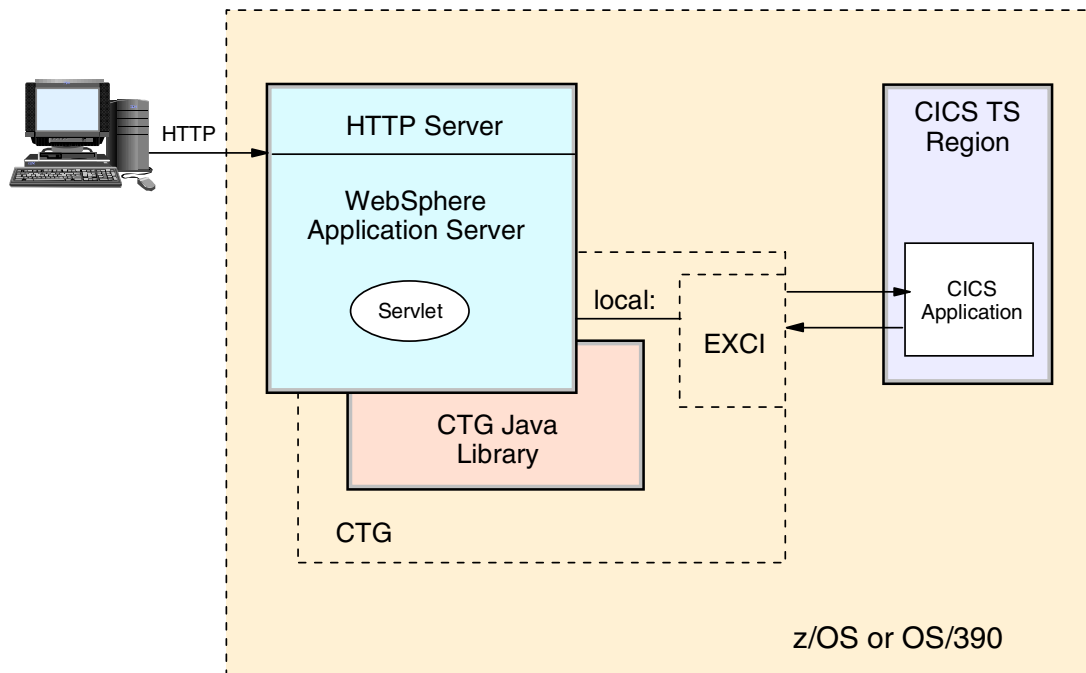 HTTP
HTTP Server
WebSphere
Application Server
Servlet
local:
EXCI
CTG Java
Library
CTG
CICS TS
Region
CICS
Application
z/OS or OS/390